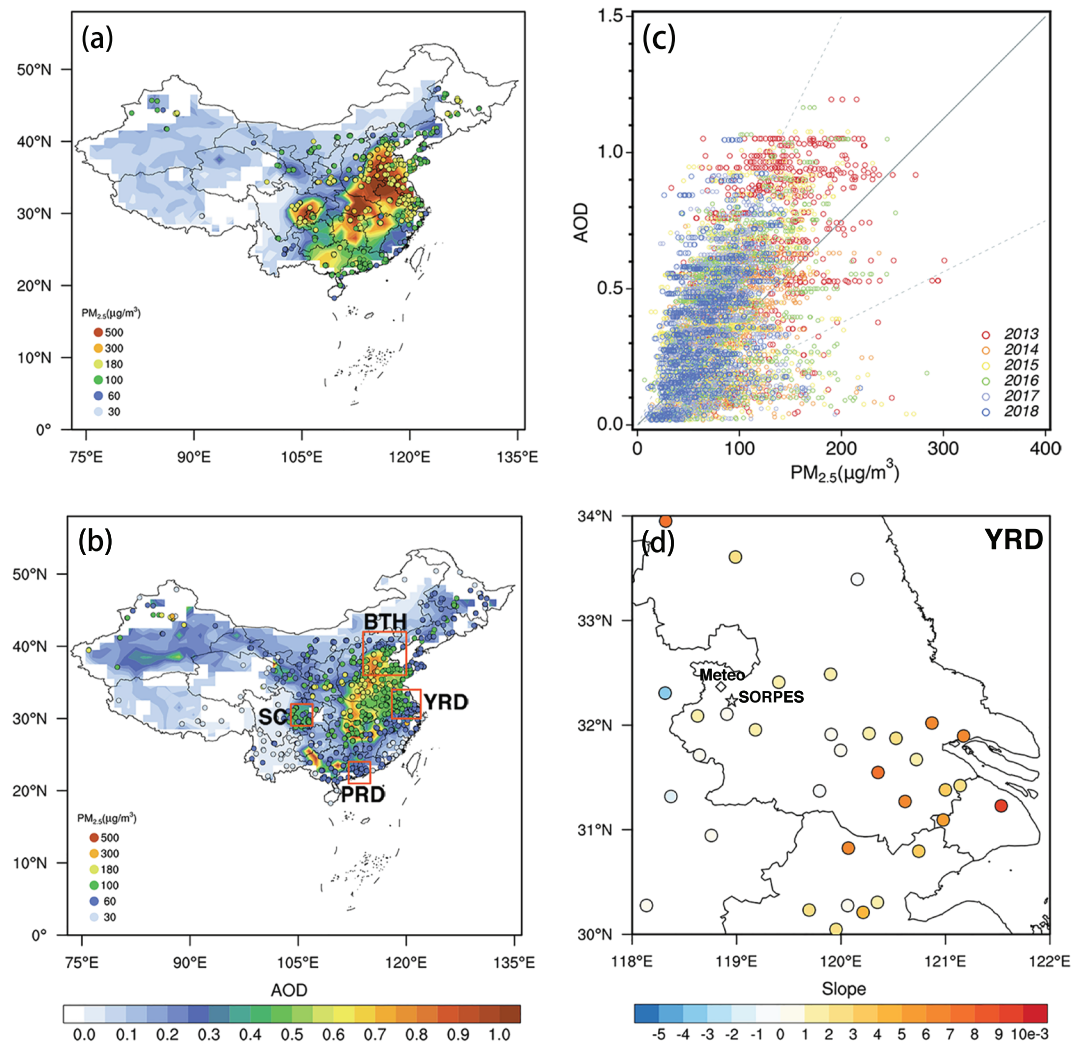 (a)
50°N
40°N
30°N
20°N
10°N
0°
PM2.5(μg/m3)
500
300
180
100
60
30
75°E 90°E 105°E 120°E 135°E
(c)
1.5
1.0
0.5
0.0
AOD
2013
2014
2015
2016
2017
2018
0 100 200 300 400
PM2.5(μg/m3)
(b)
50°N
40°N
30°N
20°N
10°N
0°
BTH
YRD
SC
PRD
PM2.5(μg/m3)
500
300
180
100
60
30
75°E 90°E 105°E 120°E 135°E
AOD
0.0 0.1 0.2 0.3 0.4 0.5 0.6 0.7 0.8 0.9 1.0
(d)
YRD
34°N
33°N
32°N
31°N
30°N
Meteo
SORPES
118°E 119°E 120°E 121°E 122°E
Slope
-5 -4 -3 -2 -1 0 1 2 3 4 5 6 7 8 9 10e-3